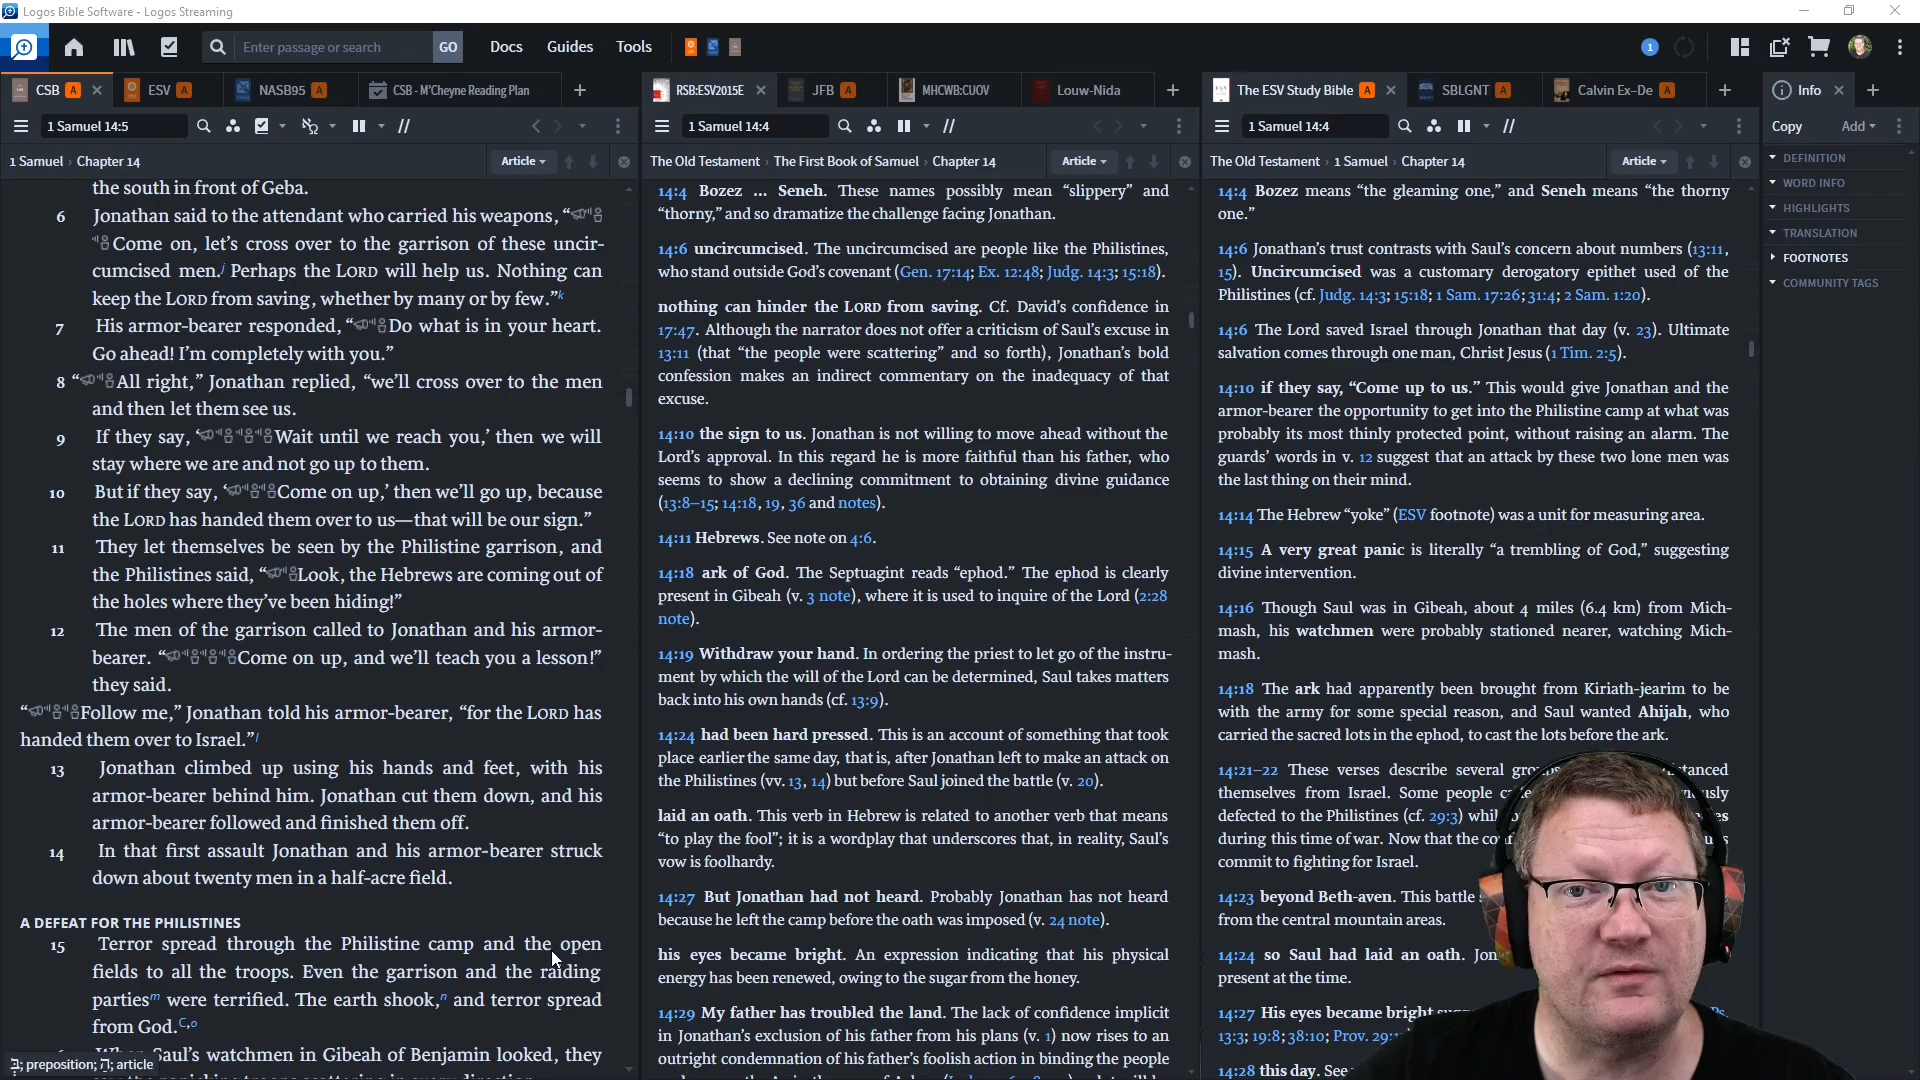 Logos Bible Software - Logos Streaming
Enter passage or search
GO
Docs
Guides
Tools
1
CSB A
ESV A
NASB95 A
CSB - M'Cheyne Reading Plan
RSB:ESV2015E
JFB A
MHCWB:CUOV
Louw-Nida
The ESV Study Bible A
SBLGNT A
Calvin Ex–De A
Info
1 Samuel 14:5
1 Samuel 14:4
1 Samuel 14:4
Copy
Add
1 Samuel › Chapter 14
Article
The Old Testament › The First Book of Samuel › Chapter 14
Article
The Old Testament › 1 Samuel › Chapter 14
Article
the south in front of Geba.
6 Jonathan said to the attendant who carried his weapons, “
Come on, let’s cross over to the garrison of these uncir-
cumcised men.j Perhaps the LORD will help us. Nothing can
keep the LORD from saving, whether by many or by few.”k
7 His armor-bearer responded, “Do what is in your heart.
Go ahead! I’m completely with you.”
8 “All right,” Jonathan replied, “we’ll cross over to the men
and then let them see us.
9 If they say, ‘Wait until we reach you,’ then we will
stay where we are and not go up to them.
10 But if they say, ‘Come on up,’ then we’ll go up, because
the LORD has handed them over to us—that will be our sign.”
11 They let themselves be seen by the Philistine garrison, and
the Philistines said, “Look, the Hebrews are coming out of
the holes where they’ve been hiding!”
12 The men of the garrison called to Jonathan and his armor-
bearer. “Come on up, and we’ll teach you a lesson!”
they said.
“Follow me,” Jonathan told his armor-bearer, “for the LORD has
handed them over to Israel.”l
13 Jonathan climbed up using his hands and feet, with his
armor-bearer behind him. Jonathan cut them down, and his
armor-bearer followed and finished them off.
14 In that first assault Jonathan and his armor-bearer struck
down about twenty men in a half-acre field.
A DEFEAT FOR THE PHILISTINES
15 Terror spread through the Philistine camp and the open
fields to all the troops. Even the garrison and the raiding
partiesm were terrified. The earth shook,n and terror spread
from God.C,o
When Saul’s watchmen in Gibeah of Benjamin looked, they
ב; preposition; ה; article
14:4 Bozez ... Seneh. These names possibly mean “slippery” and
“thorny,” and so dramatize the challenge facing Jonathan.
14:6 uncircumcised. The uncircumcised are people like the Philistines,
who stand outside God’s covenant (Gen. 17:14; Ex. 12:48; Judg. 14:3; 15:18).
nothing can hinder the LORD from saving. Cf. David’s confidence in
17:47. Although the narrator does not offer a criticism of Saul’s excuse in
13:11 (that “the people were scattering” and so forth), Jonathan’s bold
confession makes an indirect commentary on the inadequacy of that
excuse.
14:10 the sign to us. Jonathan is not willing to move ahead without the
Lord’s approval. In this regard he is more faithful than his father, who
seems to show a declining commitment to obtaining divine guidance
(13:8–15; 14:18, 19, 36 and notes).
14:11 Hebrews. See note on 4:6.
14:18 ark of God. The Septuagint reads “ephod.” The ephod is clearly
present in Gibeah (v. 3 note), where it is used to inquire of the Lord (2:28
note).
14:19 Withdraw your hand. In ordering the priest to let go of the instru-
ment by which the will of the Lord can be determined, Saul takes matters
back into his own hands (cf. 13:9).
14:24 had been hard pressed. This is an account of something that took
place earlier the same day, that is, after Jonathan left to make an attack on
the Philistines (vv. 13, 14) but before Saul joined the battle (v. 20).
laid an oath. This verb in Hebrew is related to another verb that means
“to play the fool”; it is a wordplay that underscores that, in reality, Saul’s
vow is foolhardy.
14:27 But Jonathan had not heard. Probably Jonathan has not heard
because he left the camp before the oath was imposed (v. 24 note).
his eyes became bright. An expression indicating that his physical
energy has been renewed, owing to the sugar from the honey.
14:29 My father has troubled the land. The lack of confidence implicit
in Jonathan’s exclusion of his father from his plans (v. 1) now rises to an
outright condemnation of his father’s foolish action in binding the people
14:4 Bozez means “the gleaming one,” and Seneh means “the thorny
one.”
14:6 Jonathan’s trust contrasts with Saul’s concern about numbers (13:11,
15). Uncircumcised was a customary derogatory epithet used of the
Philistines (cf. Judg. 14:3; 15:18; 1 Sam. 17:26; 31:4; 2 Sam. 1:20).
14:6 The Lord saved Israel through Jonathan that day (v. 23). Ultimate
salvation comes through one man, Christ Jesus (1 Tim. 2:5).
14:10 if they say, “Come up to us.” This would give Jonathan and the
armor-bearer the opportunity to get into the Philistine camp at what was
probably its most thinly protected point, without raising an alarm. The
guards’ words in v. 12 suggest that an attack by these two lone men was
the last thing on their mind.
14:14 The Hebrew “yoke” (ESV footnote) was a unit for measuring area.
14:15 A very great panic is literally “a trembling of God,” suggesting
divine intervention.
14:16 Though Saul was in Gibeah, about 4 miles (6.4 km) from Mich-
mash, his watchmen were probably stationed nearer, watching Mich-
mash.
14:18 The ark had apparently been brought from Kiriath-jearim to be
with the army for some special reason, and Saul wanted Ahijah, who
carried the sacred lots in the ephod, to cast the lots before the ark.
14:21–22 These verses describe several
themselves from Israel. Some people
defected to the Philistines (cf. 29:3)
during this time of war. Now that the
commit to fighting for Israel.
14:23 beyond Beth-aven. This battle
from the central mountain areas.
14:24 so Saul had laid an oath.
present at the time.
14:27 His eyes became bright
13:3; 19:8; 38:10; Prov.
14:28 this day. See
DEFINITION
WORD INFO
HIGHLIGHTS
TRANSLATION
FOOTNOTES
COMMUNITY TAGS